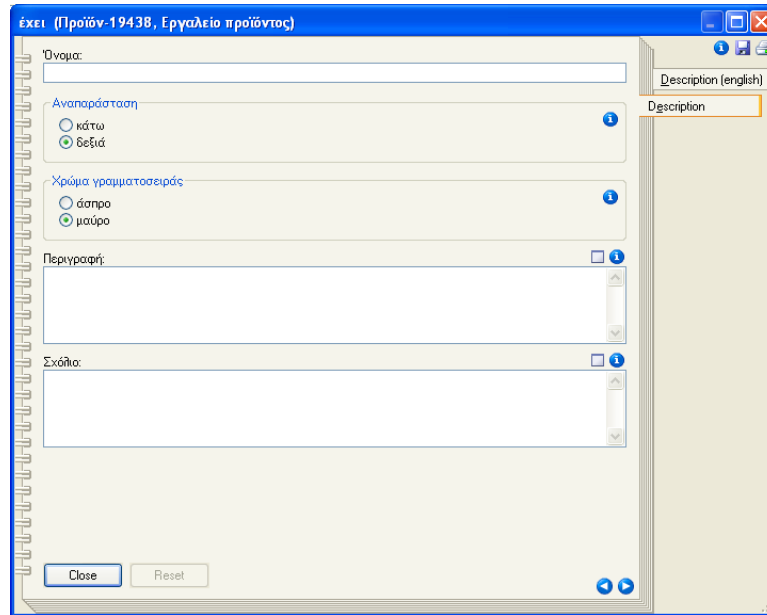 έχει (Προϊόν-19438, Εργαλείο προϊόντος)
Όνομα:
Description (english)
Description
Αναπαράσταση
κάτω
δεξιά
Χρώμα γραμματοσειράς
άσπρο
μαύρο
Περιγραφή:
Σχόλιο:
Close
Reset